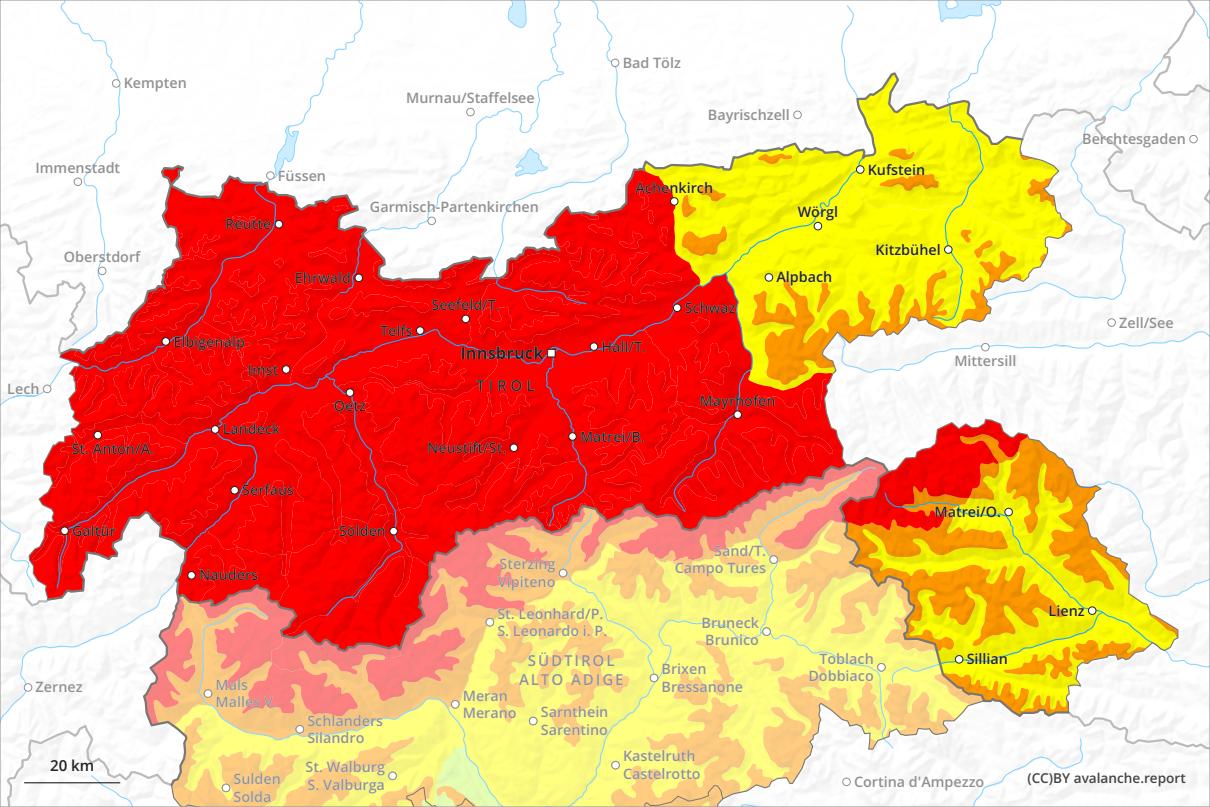 Bad Tölz
Kempten
Murnau/Staffelsee
Bayrischzell
Berchtesgaden
Immenstadt
Füssen
Kufstein
Achenkirch
Garmisch-Partenkirchen
Wörgl
Reutte
Kitzbühel
Oberstdorf
Ehrwald
Alpbach
Seefeld/T.
Schwaz
Zell/See
Telfs
Elbigenalp
Innsbruck
Hall/T.
Mittersill
Imst
TIROL
Lech
Oetz
Mayrhofen
Landeck
Matrei/B.
St. Anton/A.
Neustift/St.
Serfaus
Matrei/O.
Galtür
Sölden
Sand/T.
Campo Tures
Sterzing
Vipiteno
Nauders
St. Leonhard/P.
S. Leonardo i. P.
Lienz
Bruneck
Brunico
SÜDTIROL
ALTO ADIGE
Sillian
Toblach
Dobbiaco
Brixen
Bressanone
Zernez
Mals
Malles V.
Meran
Merano
Sarnthein
Sarentino
Schlanders
Silandro
Kastelruth
Castelrotto
St. Walburg
S. Valburga
20 km
Sulden
Solda
Cortina d'Ampezzo
(CC)BY avalanche.report